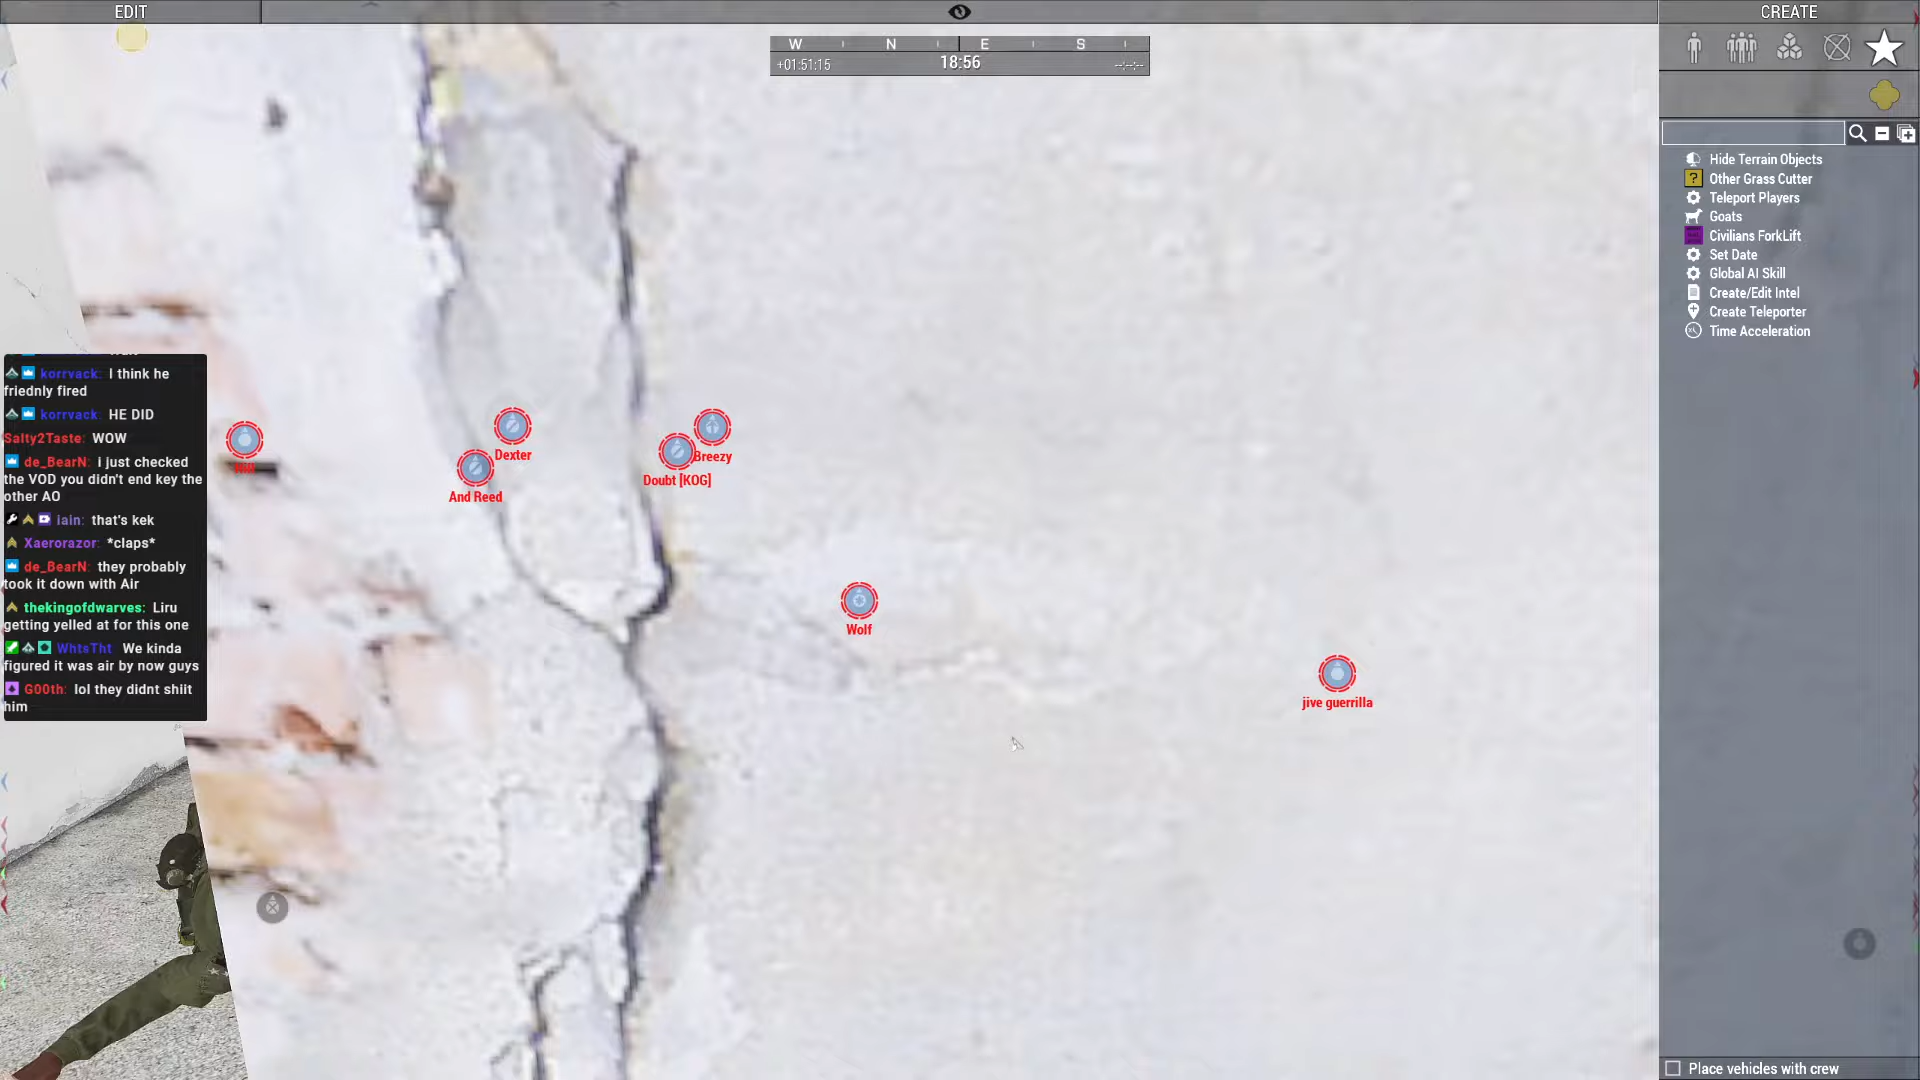 EDIT
CREATE
W N E S
+01:51:15 18:56 --:--:--
Hide Terrain Objects
Other Grass Cutter
Teleport Players
Goats
Civilians ForkLift
Set Date
Global AI Skill
Create/Edit Intel
Create Teleporter
Time Acceleration
korrvack: I think he
friednly fired
korrvack: HE DID
Salty2Taste: WOW
de_BearN: i just checked
the VOD you didn't end key the
other AO
iain: that's kek
Xaerorazor: *claps*
de_BearN: they probably
took it down with Air
thekingofdwarves: Liru
getting yelled at for this one
WhtsTht We kinda
figured it was air by now guys
G00th: lol they didnt shiit
him
Dexter
And Reed
Breezy
Doubt [KOG]
Wolf
jive guerrilla
Place vehicles with crew